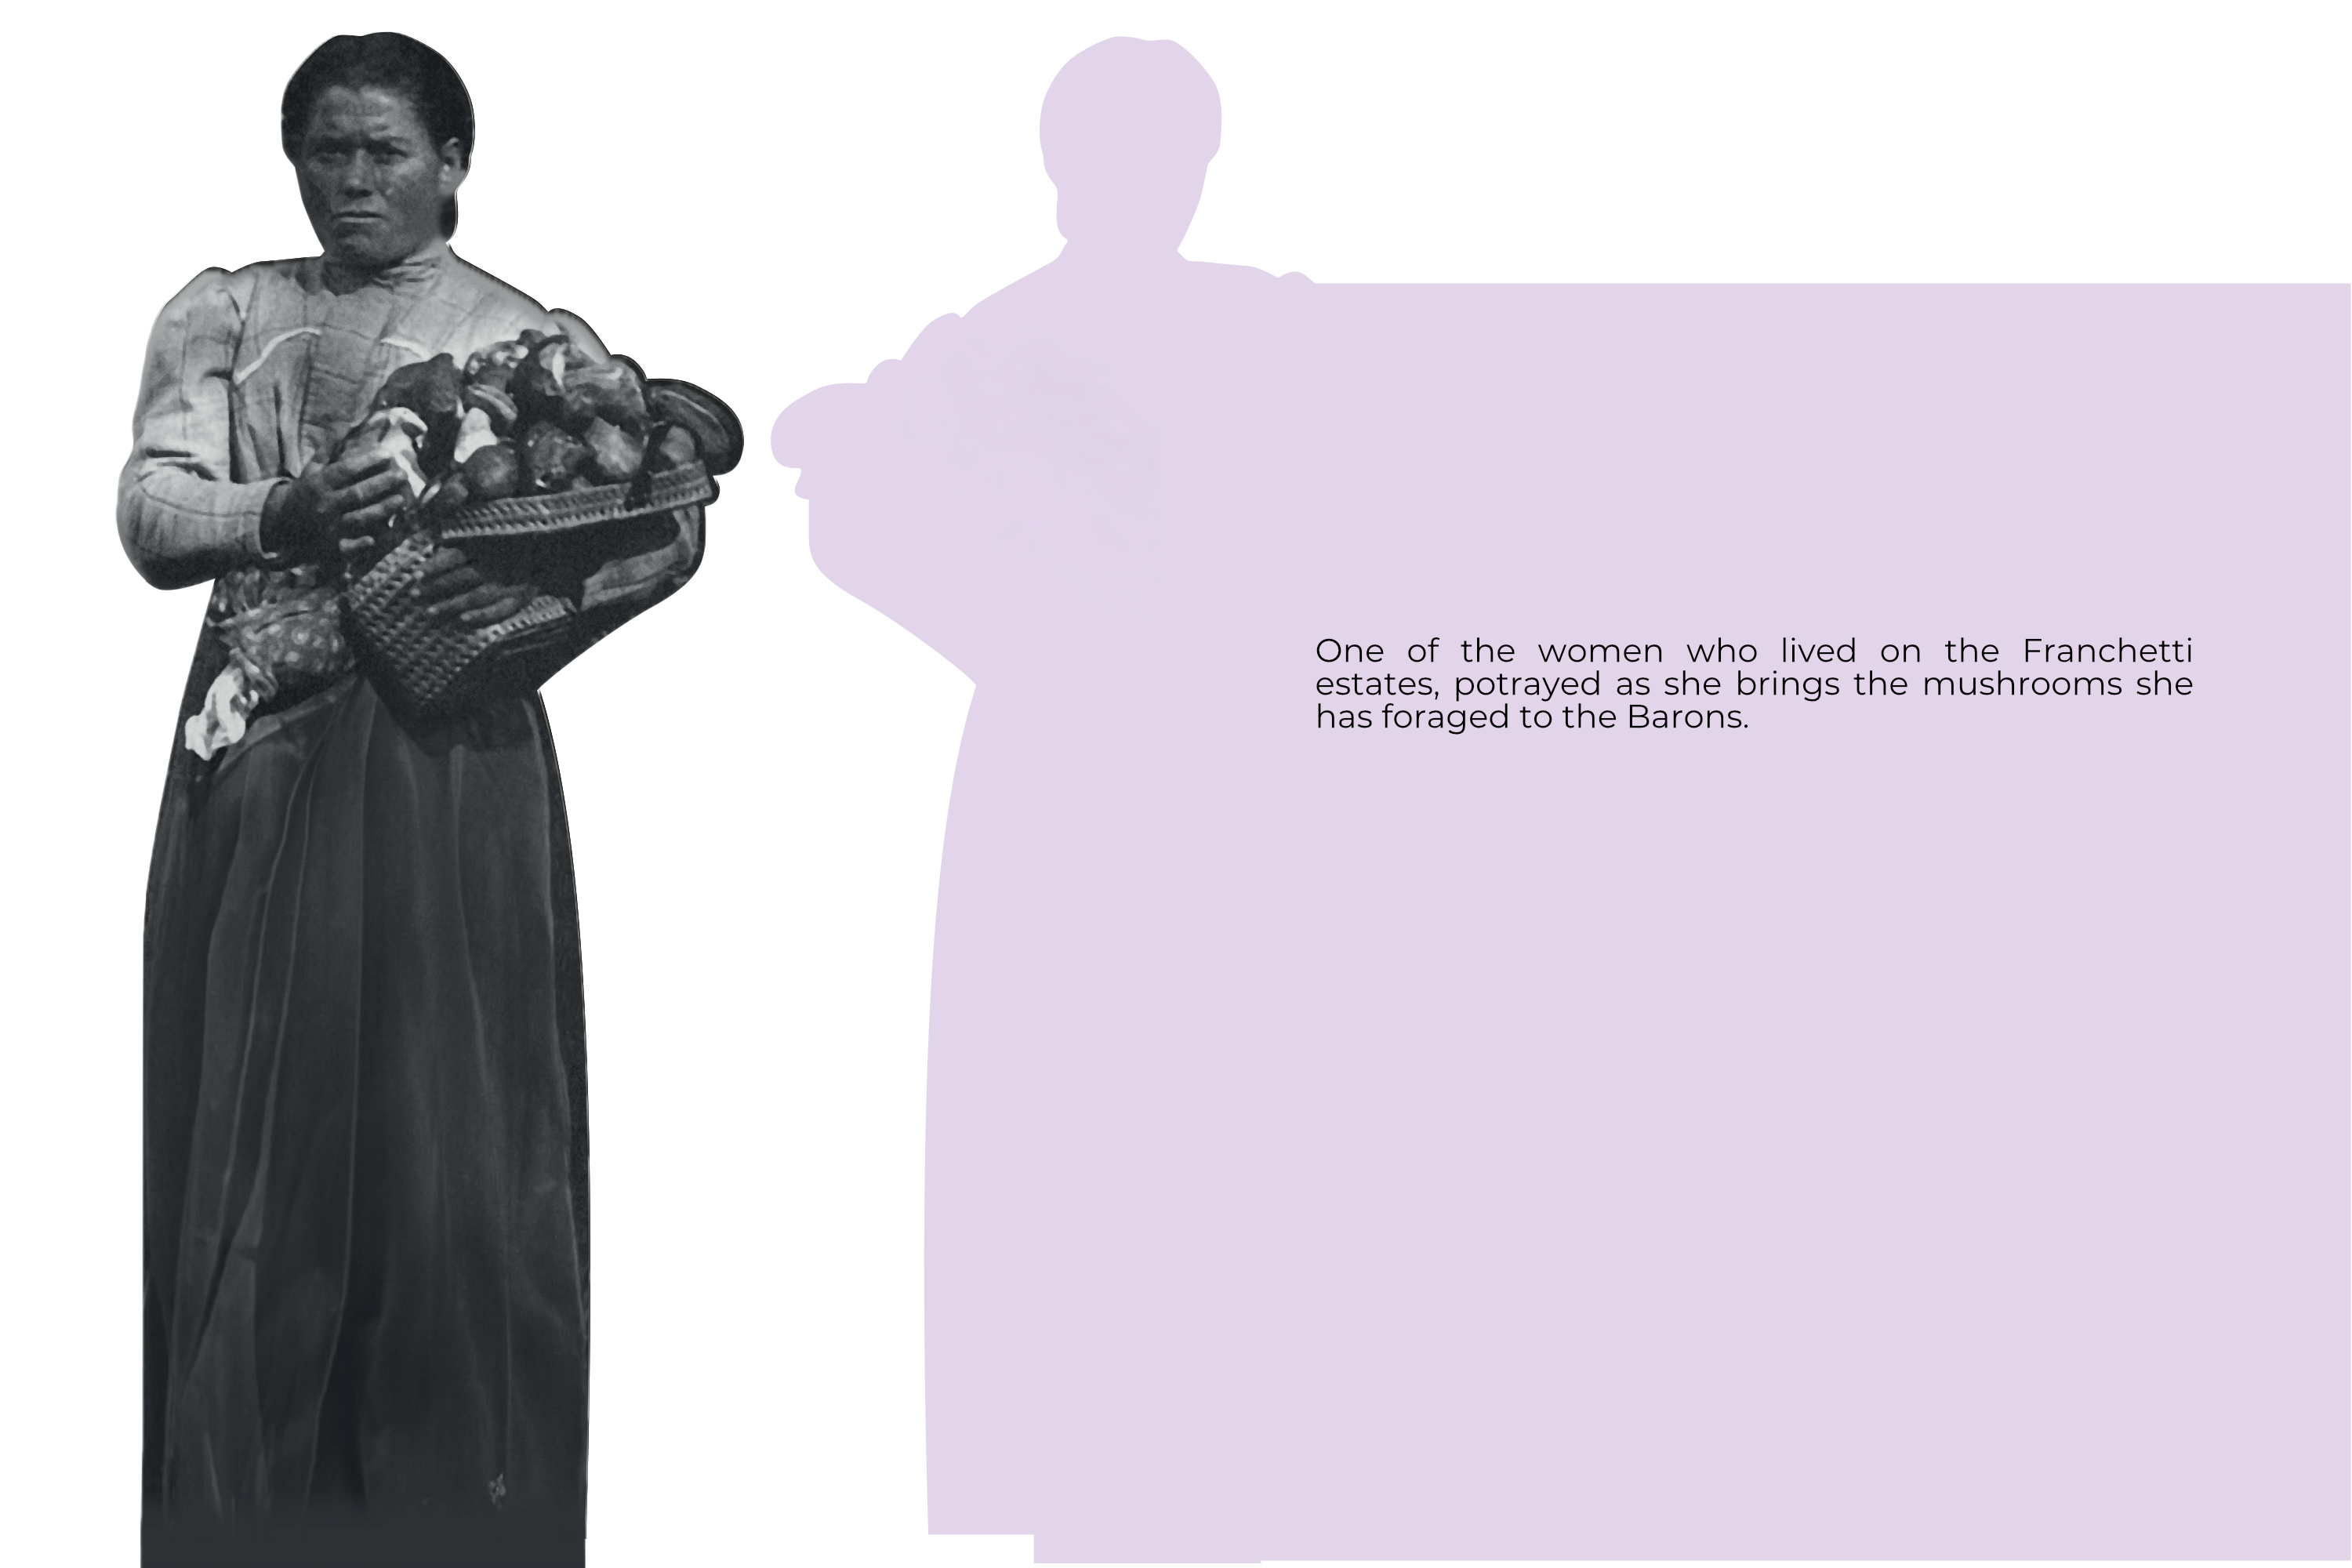 One of the women who lived on the Franchetti
estates, potrayed as she brings the mushrooms she
has foraged to the Barons.